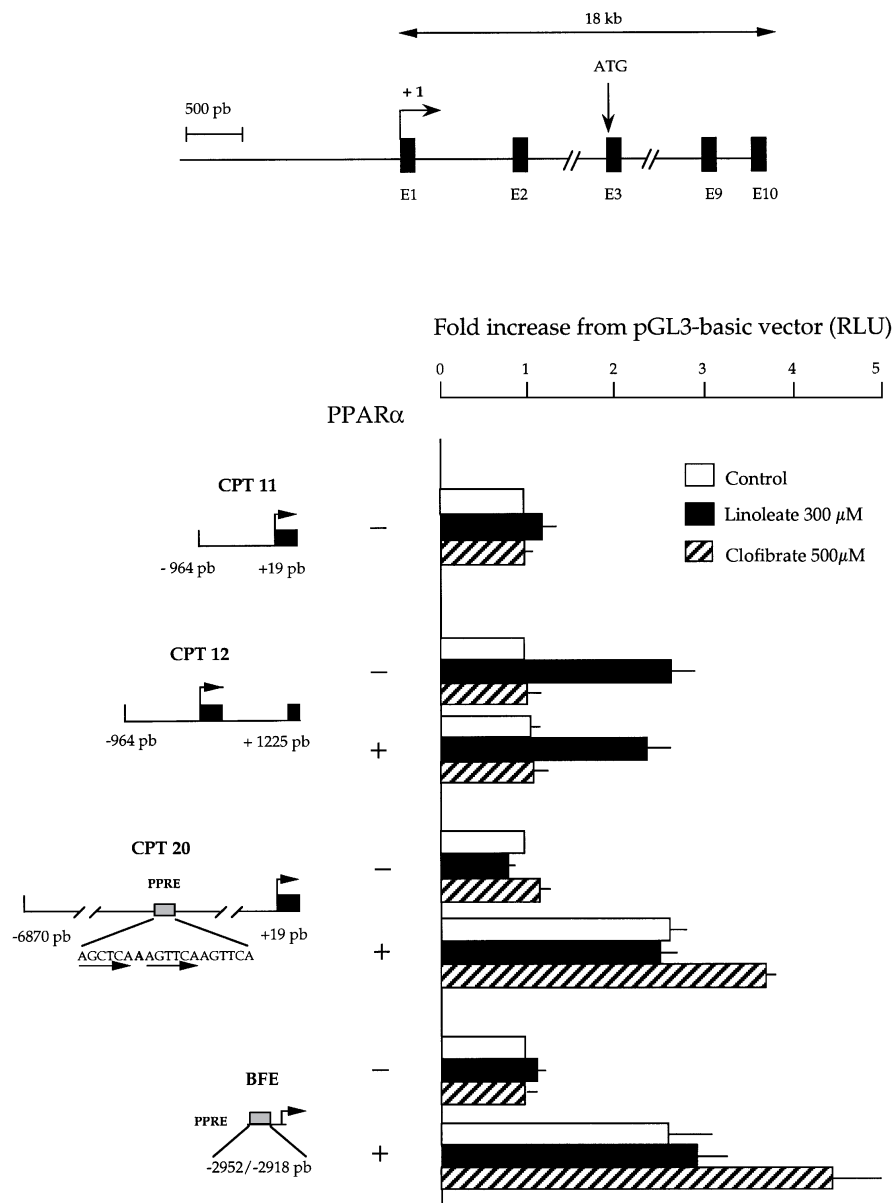 18 kb
ATG
+ 1
500 pb
E1 E2 E3 E9 E10
Fold increase from pGL3-basic vector (RLU)
0 1 2 3 4 5
PPARα
Control
Linoleate 300 µM
Clofibrate 500µM
CPT 11
−
- 964 pb +19 pb
CPT 12
−
-964 pb + 1225 pb
+
CPT 20
−
PPRE
-6870 pb +19 pb
+
AGCTCAAAAGTTCAAGTTCA
BFE
−
PPRE
+
-2952/-2918 pb